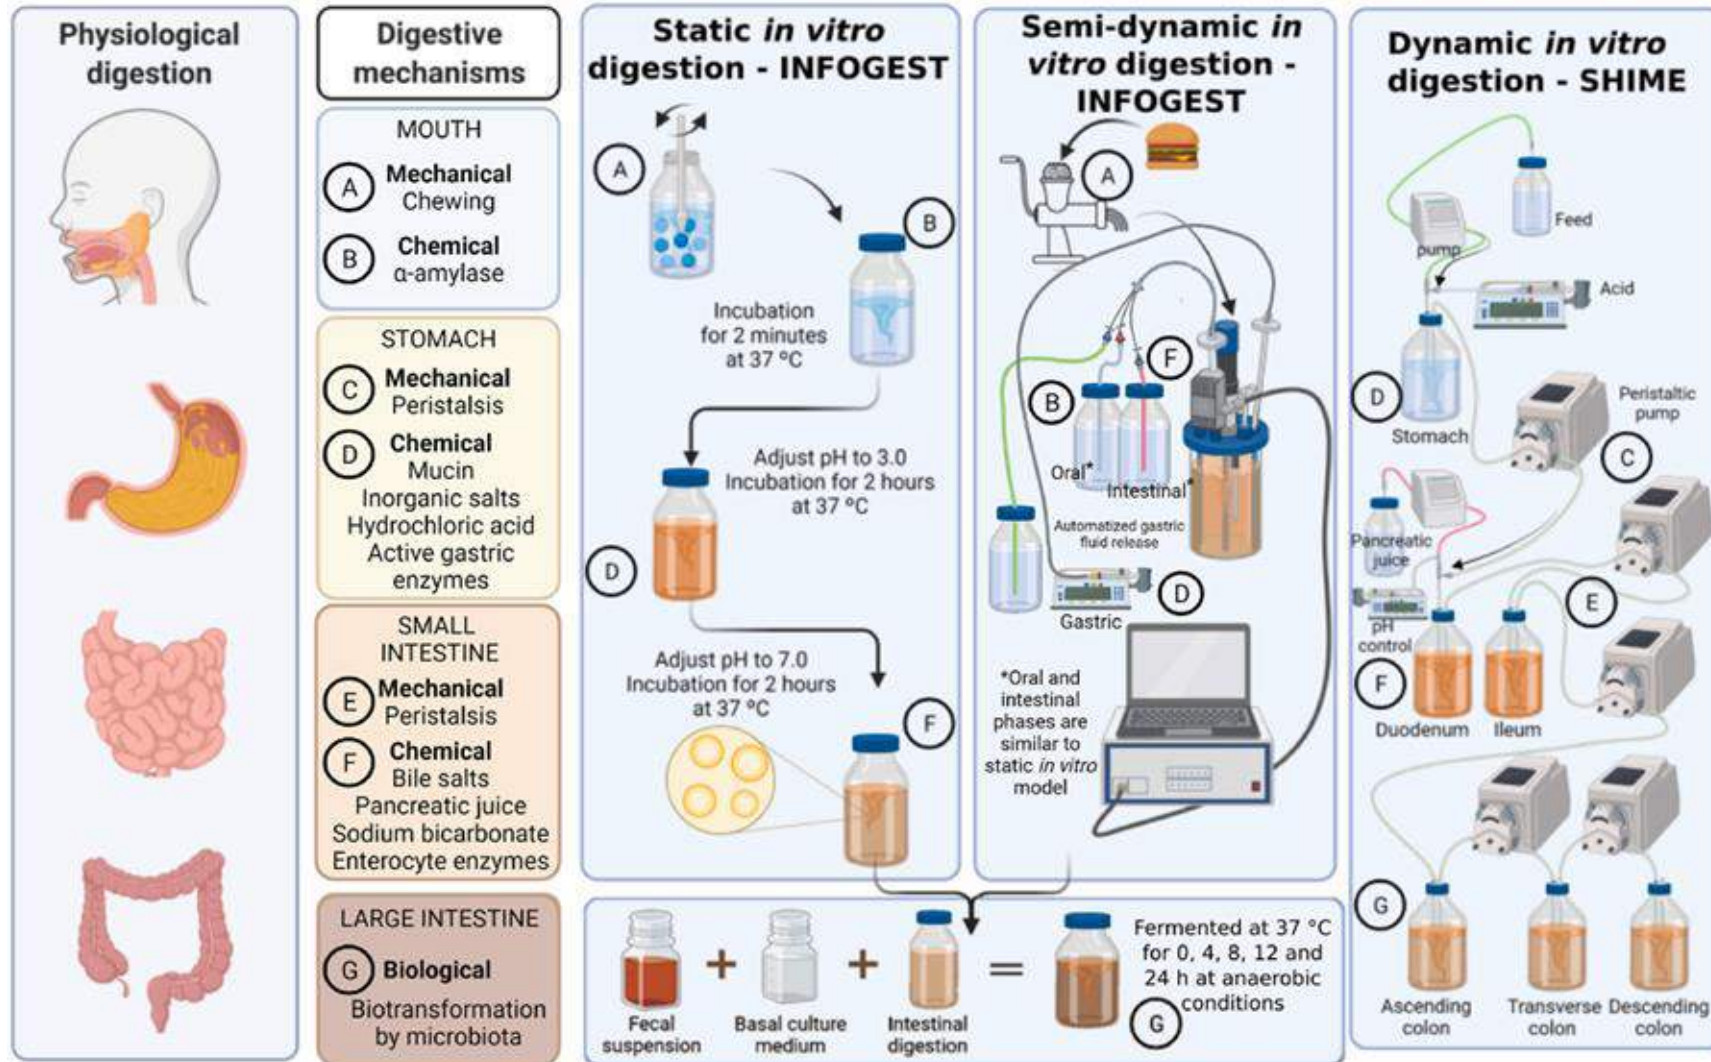 Physiological
digestion
Digestive
mechanisms
MOUTH
A
Mechanical
Chewing
B
Chemical
α-amylase
STOMACH
C
Mechanical
Peristalsis
D
Chemical
Mucin
Inorganic salts
Hydrochloric acid
Active gastric
enzymes
SMALL
INTESTINE
E
Mechanical
Peristalsis
F
Chemical
Bile salts
Pancreatic juice
Sodium bicarbonate
Enterocyte enzymes
LARGE INTESTINE
G
Biological
Biotransformation
by microbiota
Static in vitro
digestion - INFOGEST
A
B
Incubation
for 2 minutes
at 37 ºC
Adjust pH to 3.0
Incubation for 2 hours
at 37 ºC
D
Adjust pH to 7.0
Incubation for 2 hours
at 37 ºC
F
Semi-dynamic in
vitro digestion -
INFOGEST
A
F
B
Oral*
Intestinal*
Automatized gastric
fluid release
D
Gastric
*Oral and
intestinal
phases are
similar to
static in vitro
model
Fecal
suspension
+
Basal culture
medium
+
Intestinal
digestion
=
Fermented at 37 °C
for 0, 4, 8, 12 and
24 h at anaerobic
conditions
G
Dynamic in vitro
digestion - SHIME
Feed
pump
Acid
D
Stomach
Peristaltic
pump
C
Pancreatic
juice
E
pH
control
F
Duodenum
Ileum
G
Ascending
colon
Transverse
colon
Descending
colon